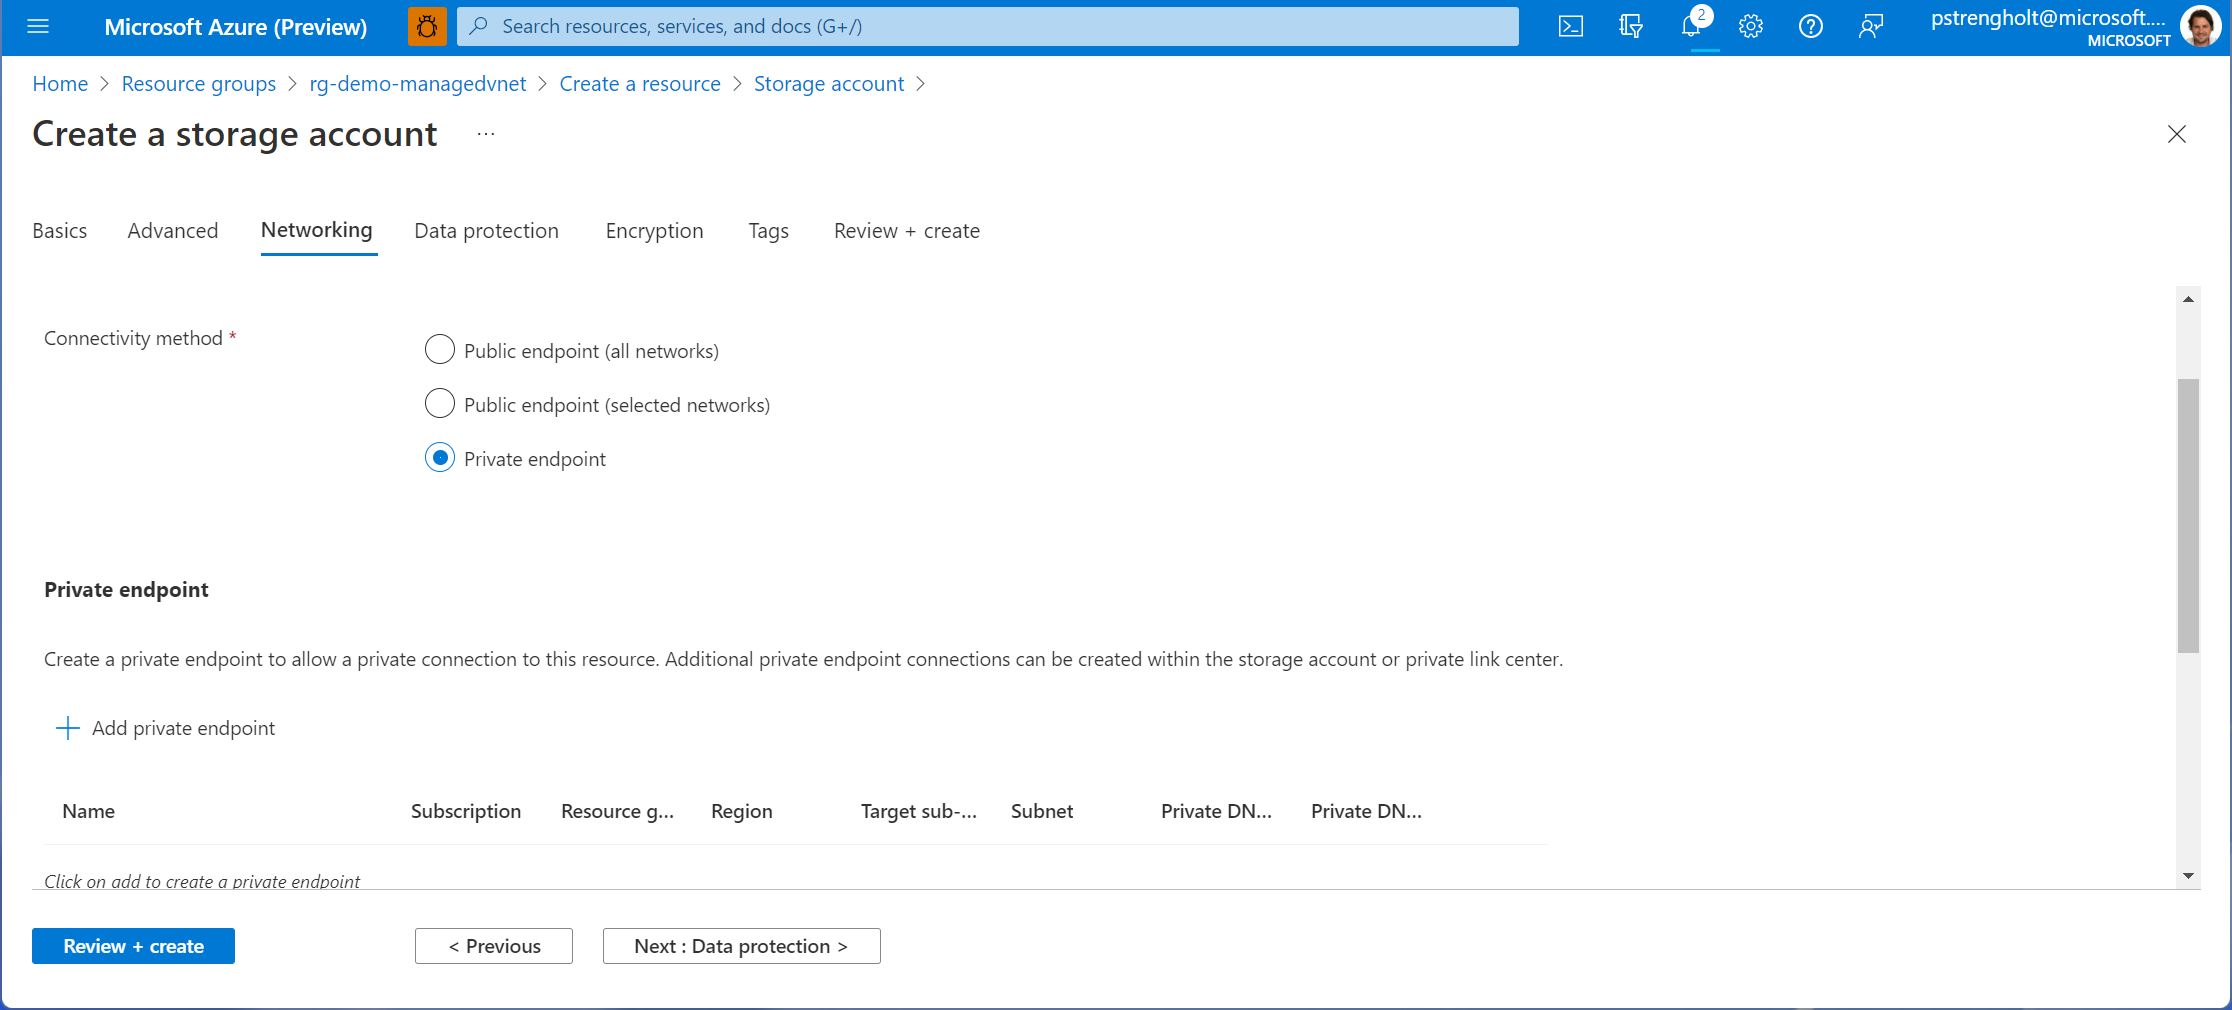 Microsoft Azure (Preview)
Search resources, services, and docs (G+/)
2
pstrengholt@microsoft....
MICROSOFT
Home > Resource groups > rg-demo-managedvnet > Create a resource > Storage account >
Create a storage account ...
Basics Advanced Networking Data protection Encryption Tags Review + create
Connectivity method *
Public endpoint (all networks)
Public endpoint (selected networks)
Private endpoint
Private endpoint
Create a private endpoint to allow a private connection to this resource. Additional private endpoint connections can be created within the storage account or private link center.
Add private endpoint
Name Subscription Resource g... Region Target sub-... Subnet Private DN... Private DN...
Click on add to create a private endpoint
Review + create < Previous Next : Data protection >